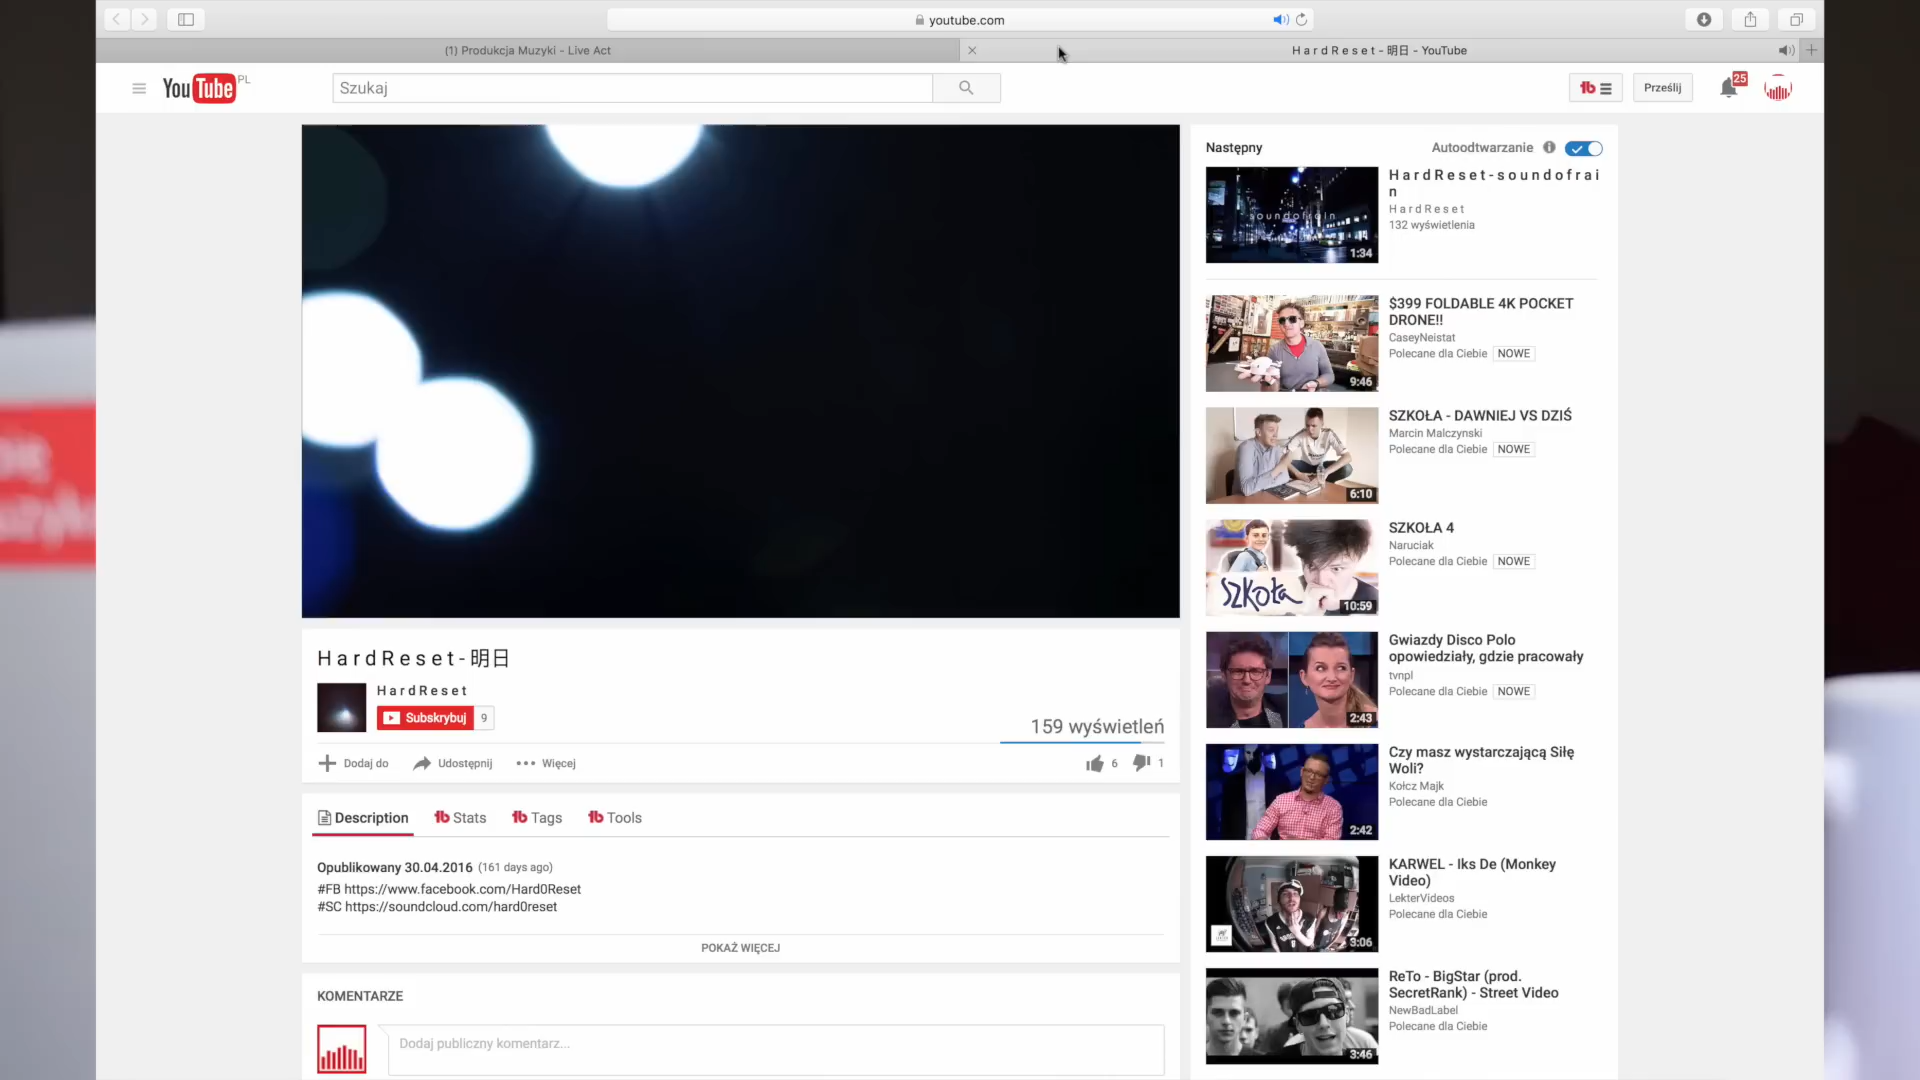 youtube.com
(1) Produkcja Muzyki - Live Act
H a r d R e s e t - 明日 - YouTube
YouTube PL
Szukaj
Prześlij
25
Następny
Autoodtwarzanie
H a r d R e s e t - s o u n d o f r a i
n
H a r d R e s e t
132 wyświetlenia
soundofrain
1:34
$399 FOLDABLE 4K POCKET
DRONE!!
CaseyNeistat
Polecane dla Ciebie NOWE
9:46
SZKOŁA - DAWNIEJ VS DZIŚ
Marcin Malczynski
Polecane dla Ciebie NOWE
6:10
SZKOŁA 4
Naruciak
Polecane dla Ciebie NOWE
SZKOŁA
10:59
Gwiazdy Disco Polo
opowiedziały, gdzie pracowały
tvnpl
Polecane dla Ciebie NOWE
2:43
Czy masz wystarczającą Siłę
Woli?
Kołcz Majk
Polecane dla Ciebie
2:42
KARWEL - Iks De (Monkey
Video)
LekterVideos
Polecane dla Ciebie
3:06
ReTo - BigStar (prod.
SecretRank) - Street Video
NewBadLabel
Polecane dla Ciebie
3:46
H a r d R e s e t - 明日
H a r d R e s e t
Subskrybuj 9
159 wyświetleń
Dodaj do
Udostępnij
Więcej
6
1
Description
tb Stats
tb Tags
tb Tools
Opublikowany 30.04.2016 (161 days ago)
#FB https://www.facebook.com/Hard0Reset
#SC https://soundcloud.com/hard0reset
POKAŻ WIĘCEJ
KOMENTARZE
Dodaj publiczny komentarz...